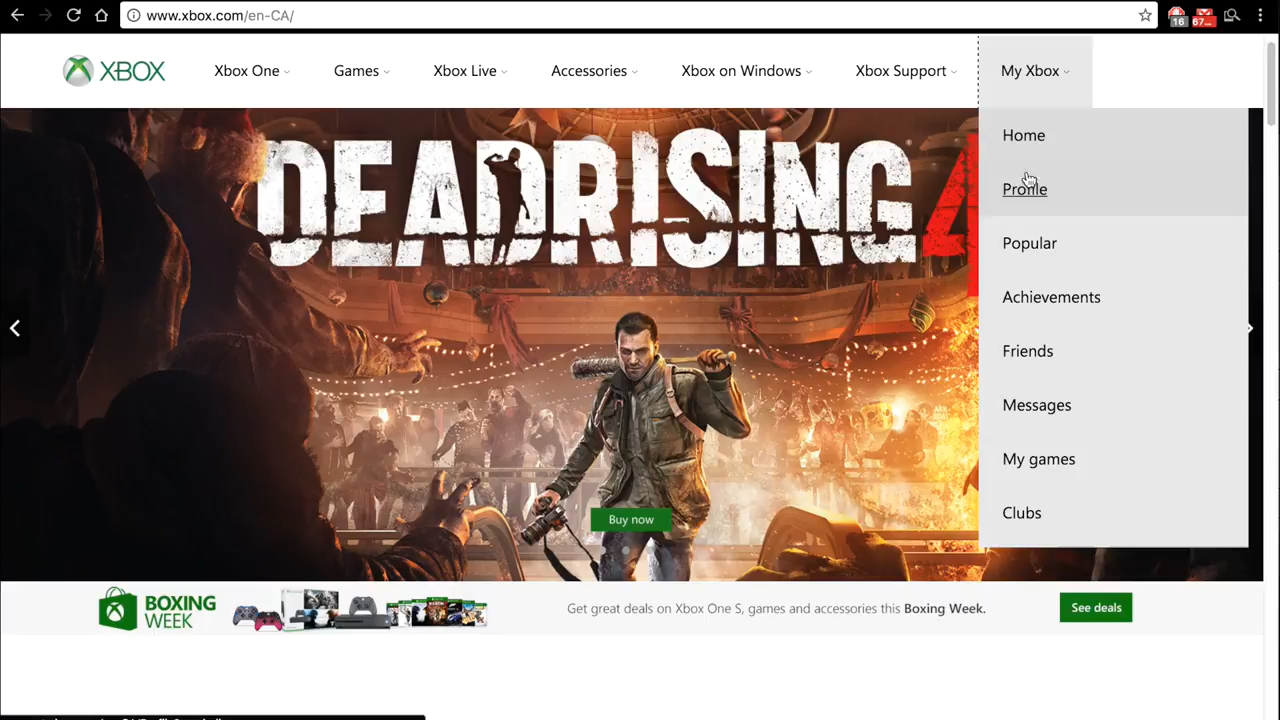 www.xbox.com/en-CA/
16
67...
XBOX
Xbox One
Games
Xbox Live
Accessories
Xbox on Windows
Xbox Support
My Xbox
Home
Profile
Popular
Achievements
Friends
Messages
My games
Clubs
DEADRISING 4
Buy now
BOXING
WEEK
Get great deals on Xbox One S, games and accessories this Boxing Week.
See deals